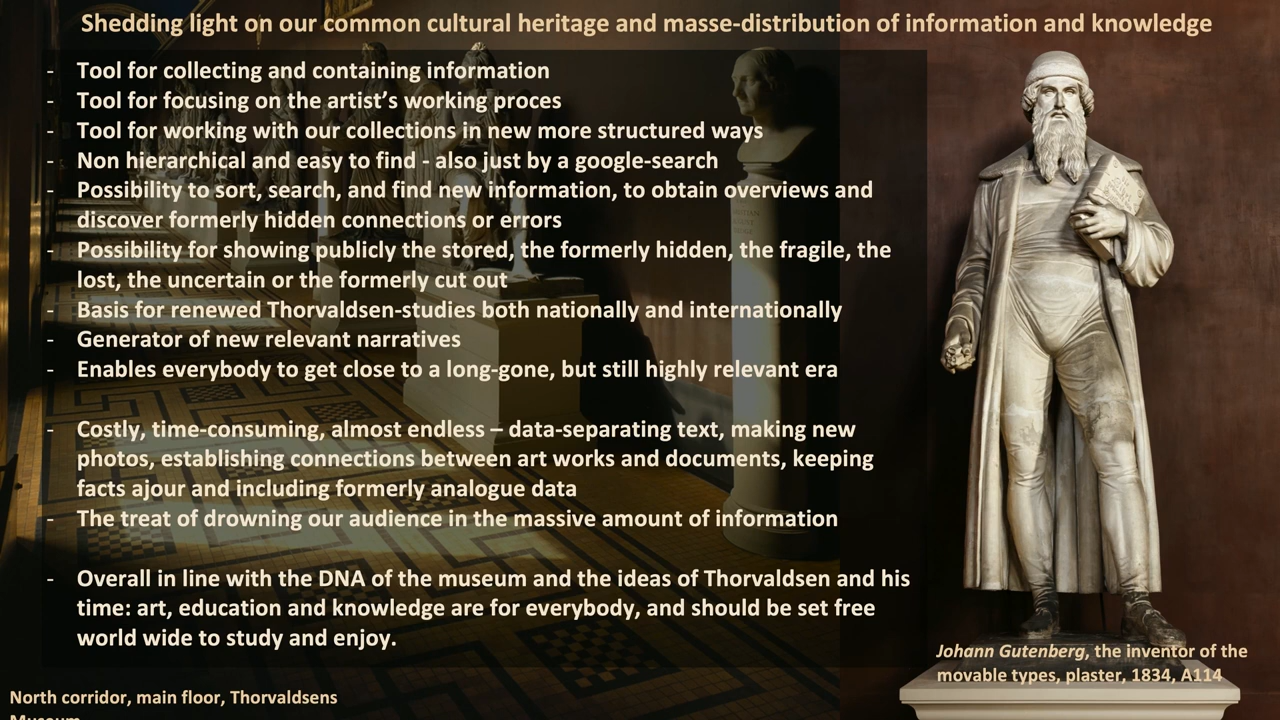 Shedding light on our common cultural heritage and masse-distribution of information and knowledge
- Tool for collecting and containing information
- Tool for focusing on the artist's working proces
- Tool for working with our collections in new more structured ways
- Non hierarchical and easy to find - also just by a google-search
- Possibility to sort, search, and find new information, to obtain overviews and
discover formerly hidden connections or errors
- Possibility for showing publicly the stored, the formerly hidden, the fragile, the
lost, the uncertain or the formerly cut out
- Basis for renewed Thorvaldsen-studies both nationally and internationally
- Generator of new relevant narratives
- Enables everybody to get close to a long-gone, but still highly relevant era
- Costly, time-consuming, almost endless – data-separating text, making new
photos, establishing connections between art works and documents, keeping
facts ajour and including formerly analogue data
- The treat of drowning our audience in the massive amount of information
- Overall in line with the DNA of the museum and the ideas of Thorvaldsen and his
time: art, education and knowledge are for everybody, and should be set free
world wide to study and enjoy.
Johann Gutenberg, the inventor of the
movable types, plaster, 1834, A114
North corridor, main floor, Thorvaldsens
Museum